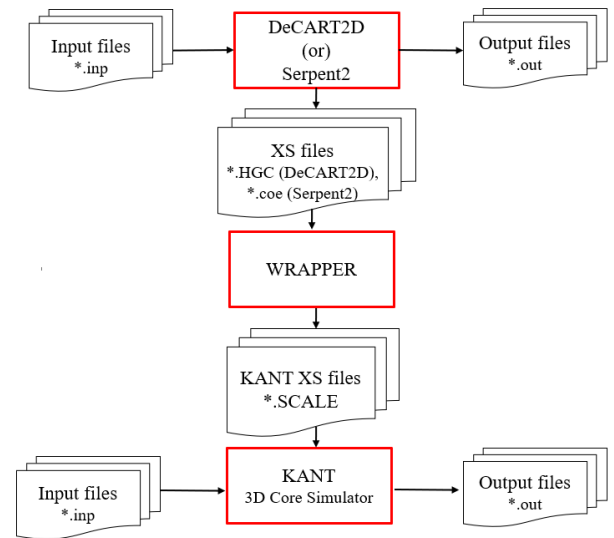 Input files
*.inp
DeCART2D
(or)
Serpent2
Output files
*.out
XS files
*.HGC (DeCART2D),
*.coe (Serpent2)
WRAPPER
KANT XS files
*.SCALE
Input files
*.inp
KANT
3D Core Simulator
Output files
*.out